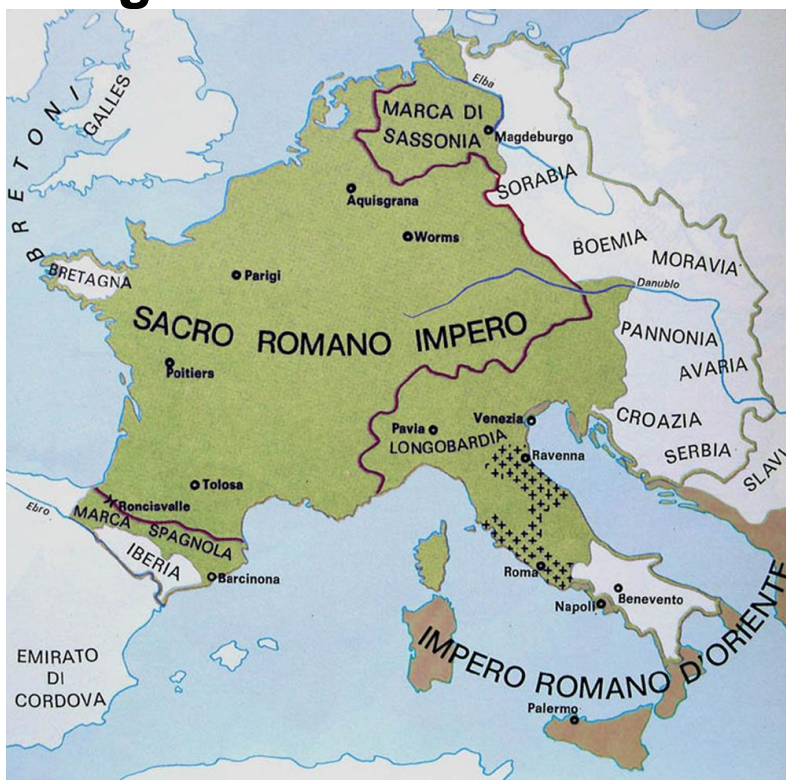 g
BRETONI
GALLES
Elba
MARCA DI
SASSONIA
Magdeburgo
SORABIA
Aquisgrana
Worms
BOEMIA
MORAVIA
BRETAGNA
Parigi
Danubio
SACRO ROMANO IMPERO
PANNONIA
AVARIA
Poitiers
Pavia
Venezia
LONGOBARDIA
CROAZIA
SERBIA
SLAVI
Ravenna
Tolosa
Roncisvalle
Ebro
MARCA SPAGNOLA
IBERIA
Barcinona
Roma
Napoli
Benevento
EMIRATO
DI
CORDOVA
IMPERO ROMANO D'ORIENTE
Palermo